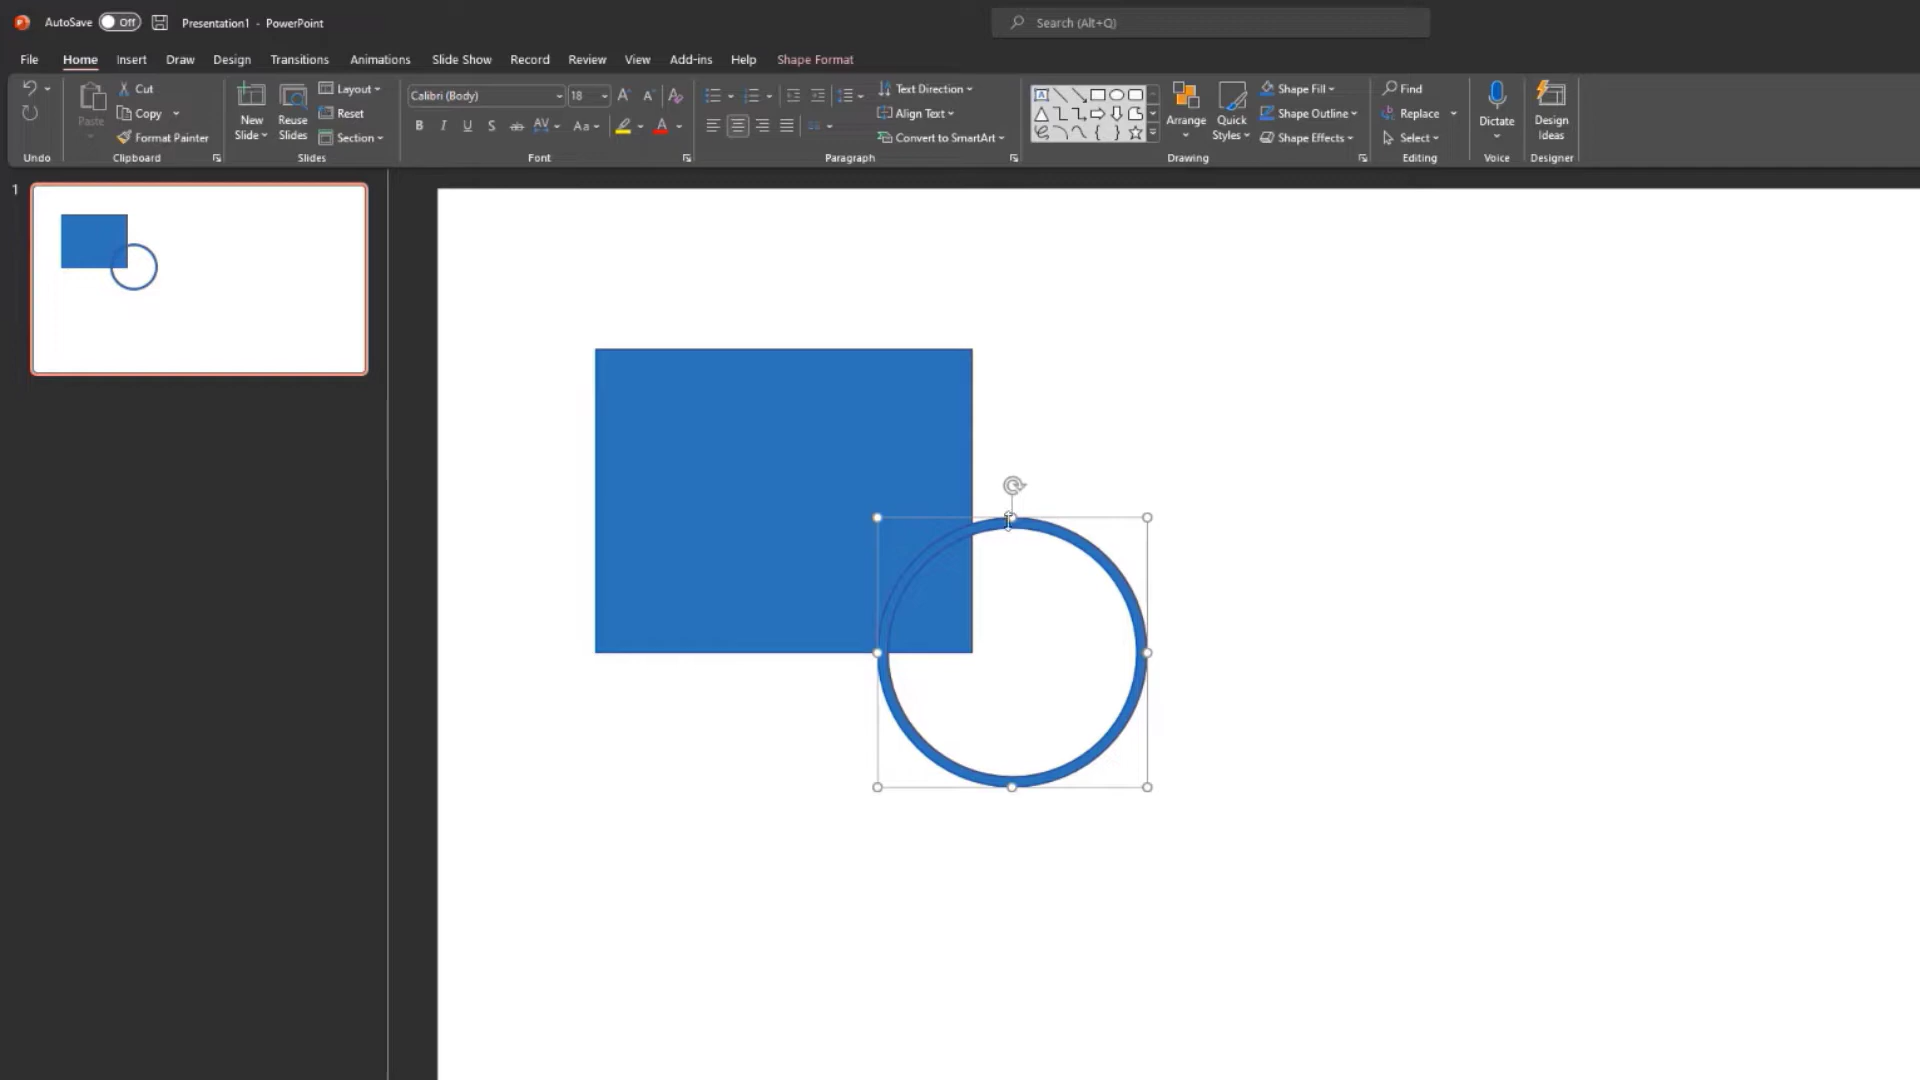 AutoSave Off Presentation1 - PowerPoint Search (Alt+Q)
File Home Insert Draw Design Transitions Animations Slide Show Record Review View Add-ins Help Shape Format
Cut
Copy
Format Painter
Paste
Undo
Clipboard
New Slide
Reuse Slides
Layout
Reset
Section
Slides
Calibri (Body) 18
B I U S ab AV Aa A
Font
Text Direction
Align Text
Convert to SmartArt
Paragraph
Arrange
Quick Styles
Shape Fill
Shape Outline
Shape Effects
Drawing
Find
Replace
Select
Editing
Dictate
Voice
Design Ideas
Designer
1